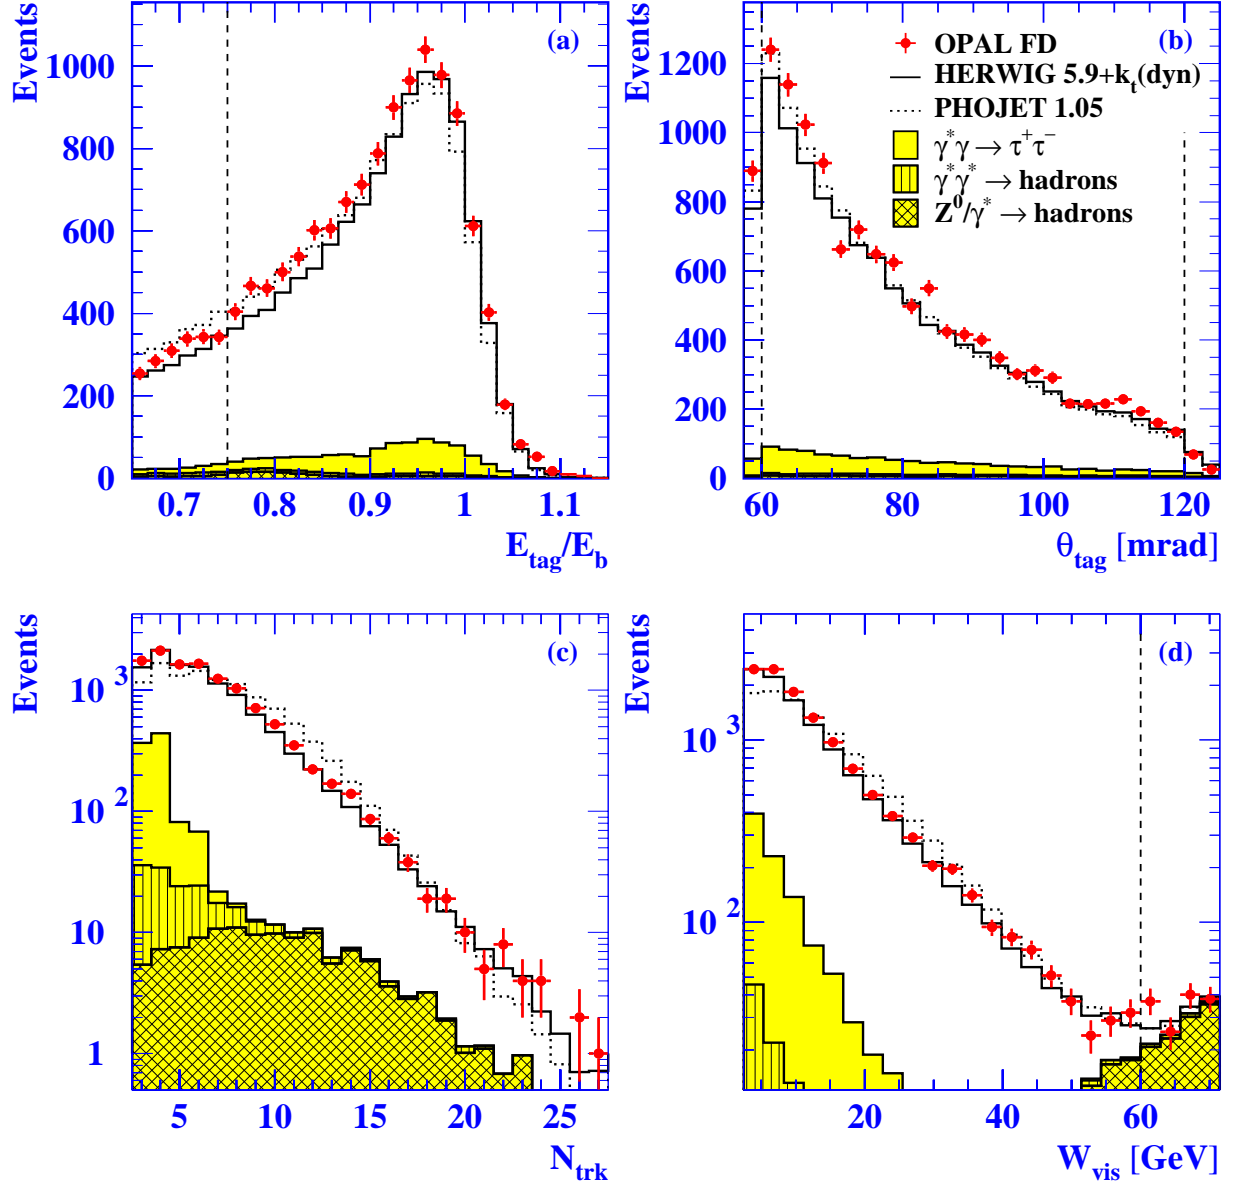 Events
1000
800
600
400
200
0
(a)
0.7 0.8 0.9 1 1.1
E_tag/E_b
Events
1200
1000
800
600
400
200
0
(b)
OPAL FD
HERWIG 5.9+k_t(dyn)
PHOJET 1.05
γ*γ → τ⁺τ⁻
γ*γ* → hadrons
Z⁰/γ* → hadrons
60 80 100 120
θ_tag [mrad]
Events
10³
10²
10
1
(c)
5 10 15 20 25
N_trk
Events
10³
10²
(d)
20 40 60
W_vis [GeV]